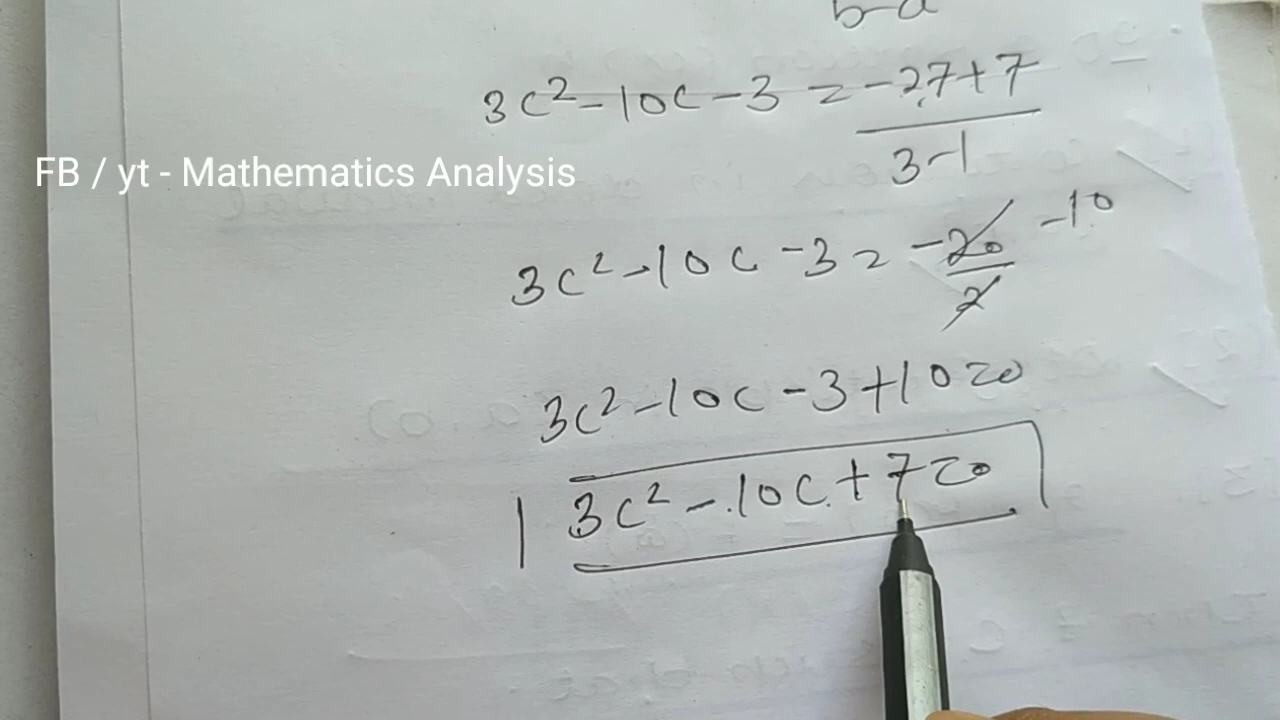 b-a
3c²-10c-3 = -27+7
3-1
FB / yt - Mathematics Analysis
3c²-10c-3 = -20 -10
2
3c²-10c-3+10=0
3c²-10c+7=0